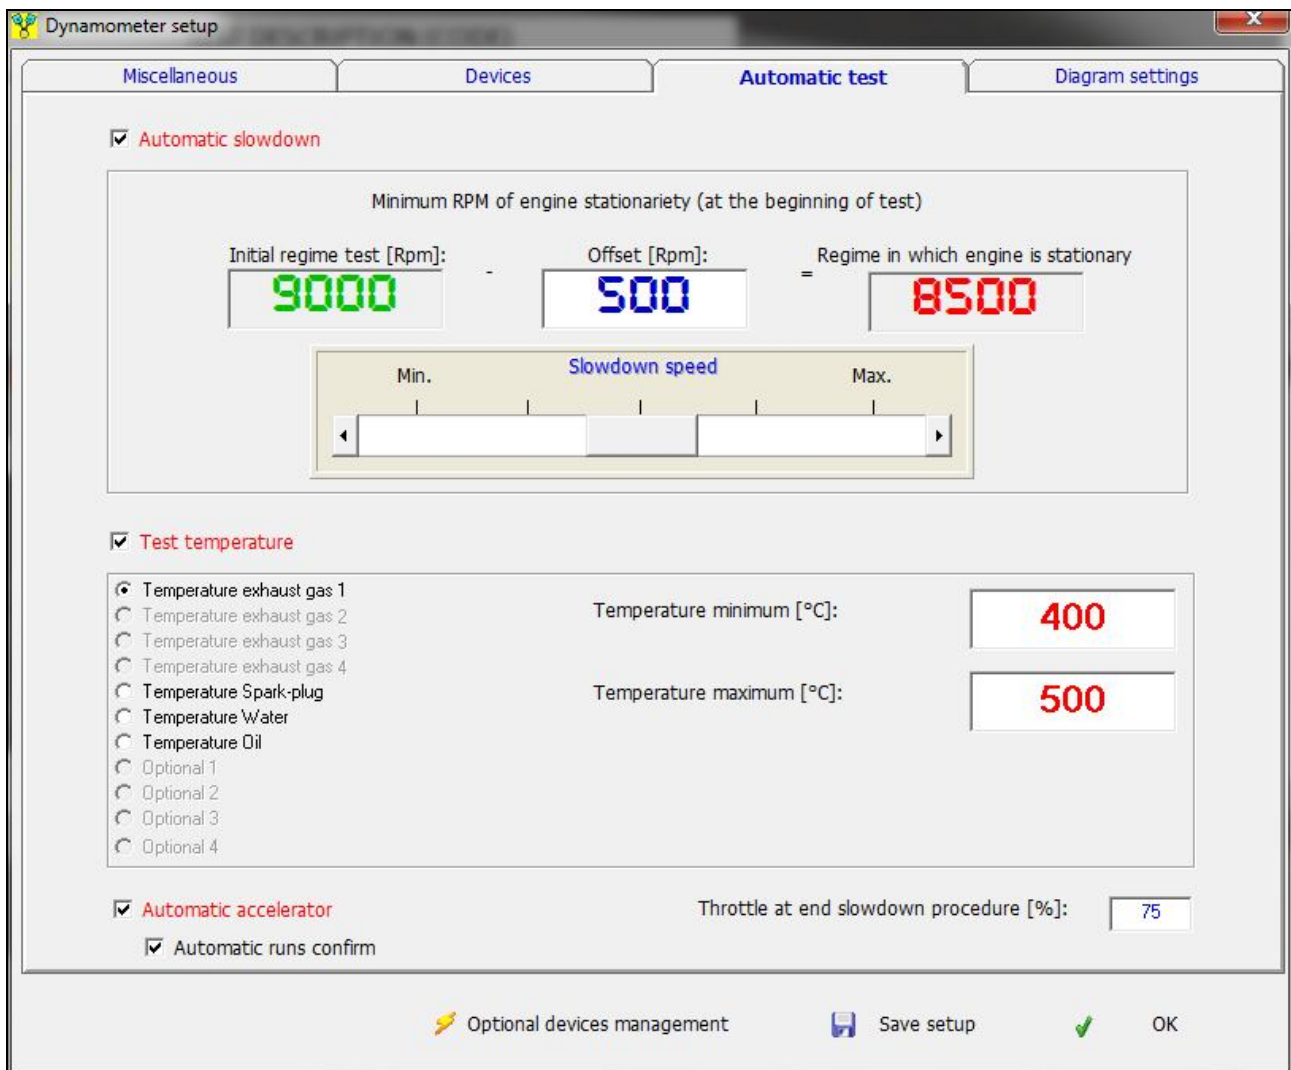 Dynamometer setup
Miscellaneous Devices Automatic test Diagram settings
Automatic slowdown
Minimum RPM of engine stationariety (at the beginning of test)
Initial regime test [Rpm]: - Offset [Rpm]: = Regime in which engine is stationary
9000 500 8500
Slowdown speed
Min. Max.
Test temperature
Temperature exhaust gas 1
Temperature exhaust gas 2
Temperature exhaust gas 3
Temperature exhaust gas 4
Temperature Spark-plug
Temperature Water
Temperature Oil
Optional 1
Optional 2
Optional 3
Optional 4
Temperature minimum [°C]: 400
Temperature maximum [°C]: 500
Automatic accelerator
Automatic runs confirm
Throttle at end slowdown procedure [%]: 75
Optional devices management Save setup OK